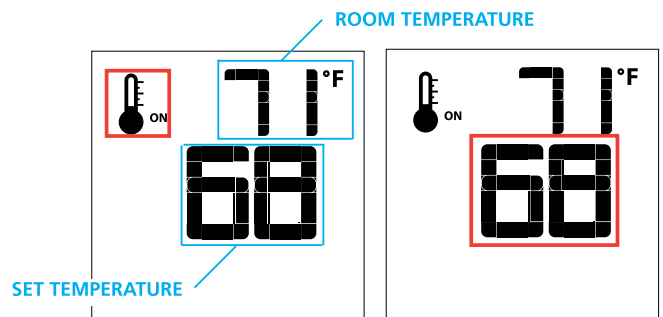 ROOM TEMPERATURE
71 °F
ON
68
SET TEMPERATURE
71 °F
ON
68